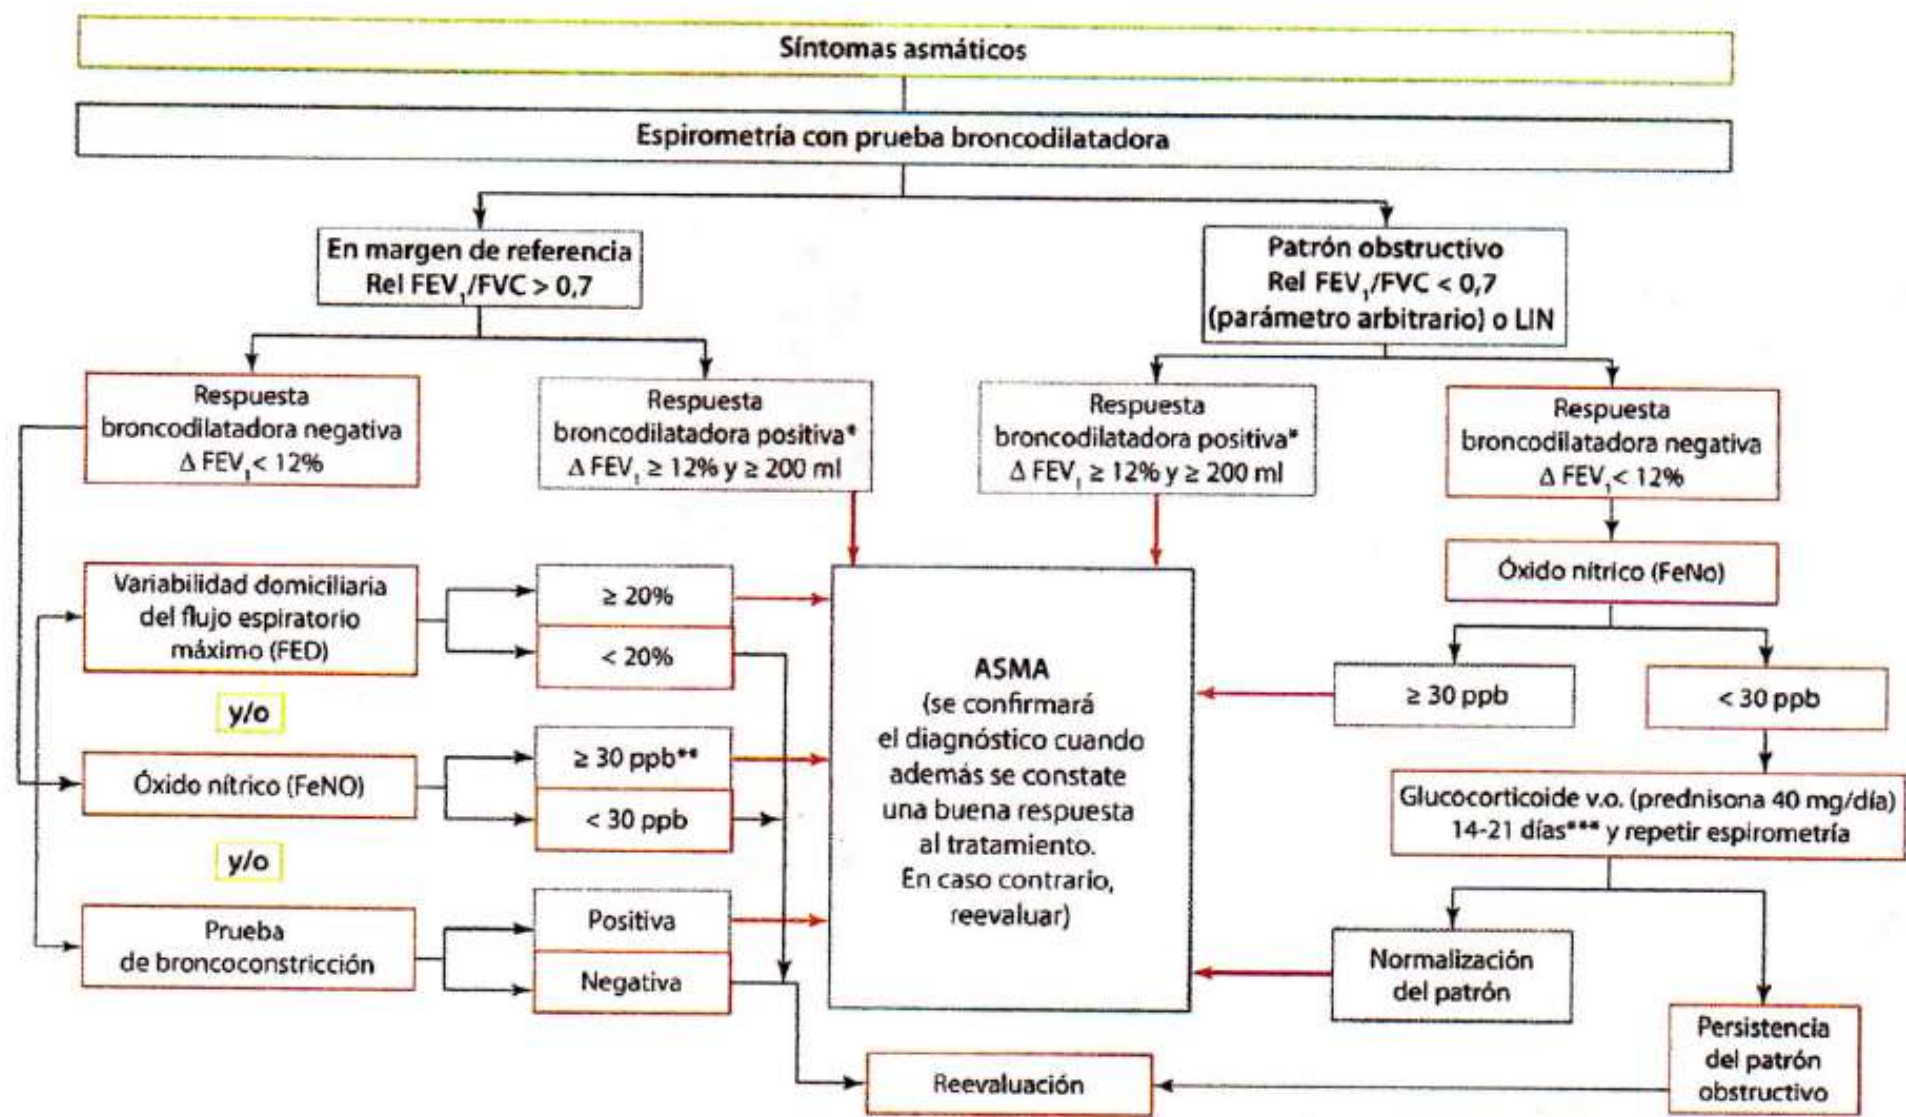 Síntomas asmáticos
Espirometría con prueba broncodilatadora
En margen de referencia
Rel FEV₁/FVC > 0,7
Patrón obstructivo
Rel FEV₁/FVC < 0,7
(parámetro arbitrario) o LIN
Respuesta
broncodilatadora negativa
Δ FEV₁ < 12%
Respuesta
broncodilatadora positiva*
Δ FEV₁ ≥ 12% y ≥ 200 ml
Respuesta
broncodilatadora positiva*
Δ FEV₁ ≥ 12% y ≥ 200 ml
Respuesta
broncodilatadora negativa
Δ FEV₁ < 12%
Variabilidad domiciliaria
del flujo espiratorio
máximo (FED)
≥ 20%
< 20%
y/o
Óxido nítrico (FeNO)
≥ 30 ppb**
< 30 ppb
y/o
Prueba
de broncoconstricción
Positiva
Negativa
ASMA
(se confirmará
el diagnóstico cuando
además se constate
una buena respuesta
al tratamiento.
En caso contrario,
reevaluar)
Óxido nítrico (FeNo)
≥ 30 ppb
< 30 ppb
Glucocorticoide v.o. (prednisona 40 mg/día)
14-21 días*** y repetir espirometría
Normalización
del patrón
Persistencia
del patrón
obstructivo
Reevaluación